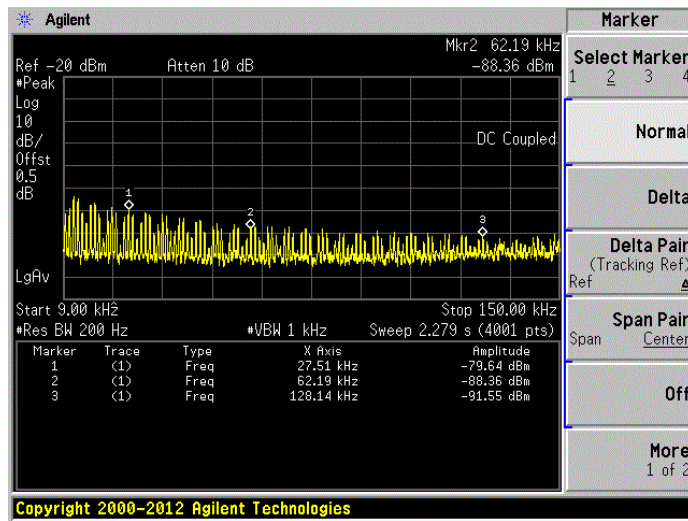 Agilent
Marker
Mkr2 62.19 kHz
Ref -20 dBm Atten 10 dB -88.36 dBm
#Peak
Log
10
dB/
Offst
0.5
dB
DC Coupled
1
2
3
LgAv
Start 9.00 kHz Stop 150.00 kHz
#Res BW 200 Hz #VBW 1 kHz Sweep 2.279 s (4001 pts)
Marker Trace Type X Axis Amplitude
1 (1) Freq 27.51 kHz -79.64 dBm
2 (1) Freq 62.19 kHz -88.36 dBm
3 (1) Freq 128.14 kHz -91.55 dBm
Select Marker
1 2 3 4
Normal
Delta
Delta Pair
(Tracking Ref)
Ref
Span Pair
Span Center
Off
More
1 of 2
Copyright 2000-2012 Agilent Technologies